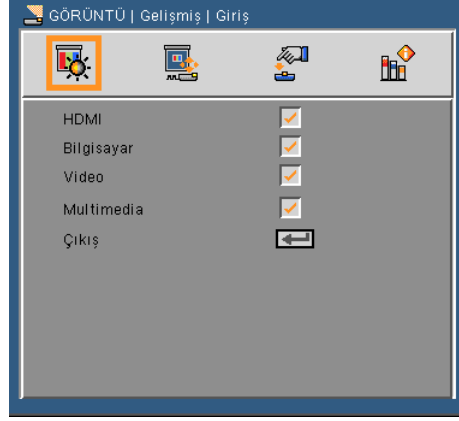 GÖRÜNTÜ | Gelişmiş | Giriş
HDMI
Bilgisayar
Video
Multimedia
Çıkış